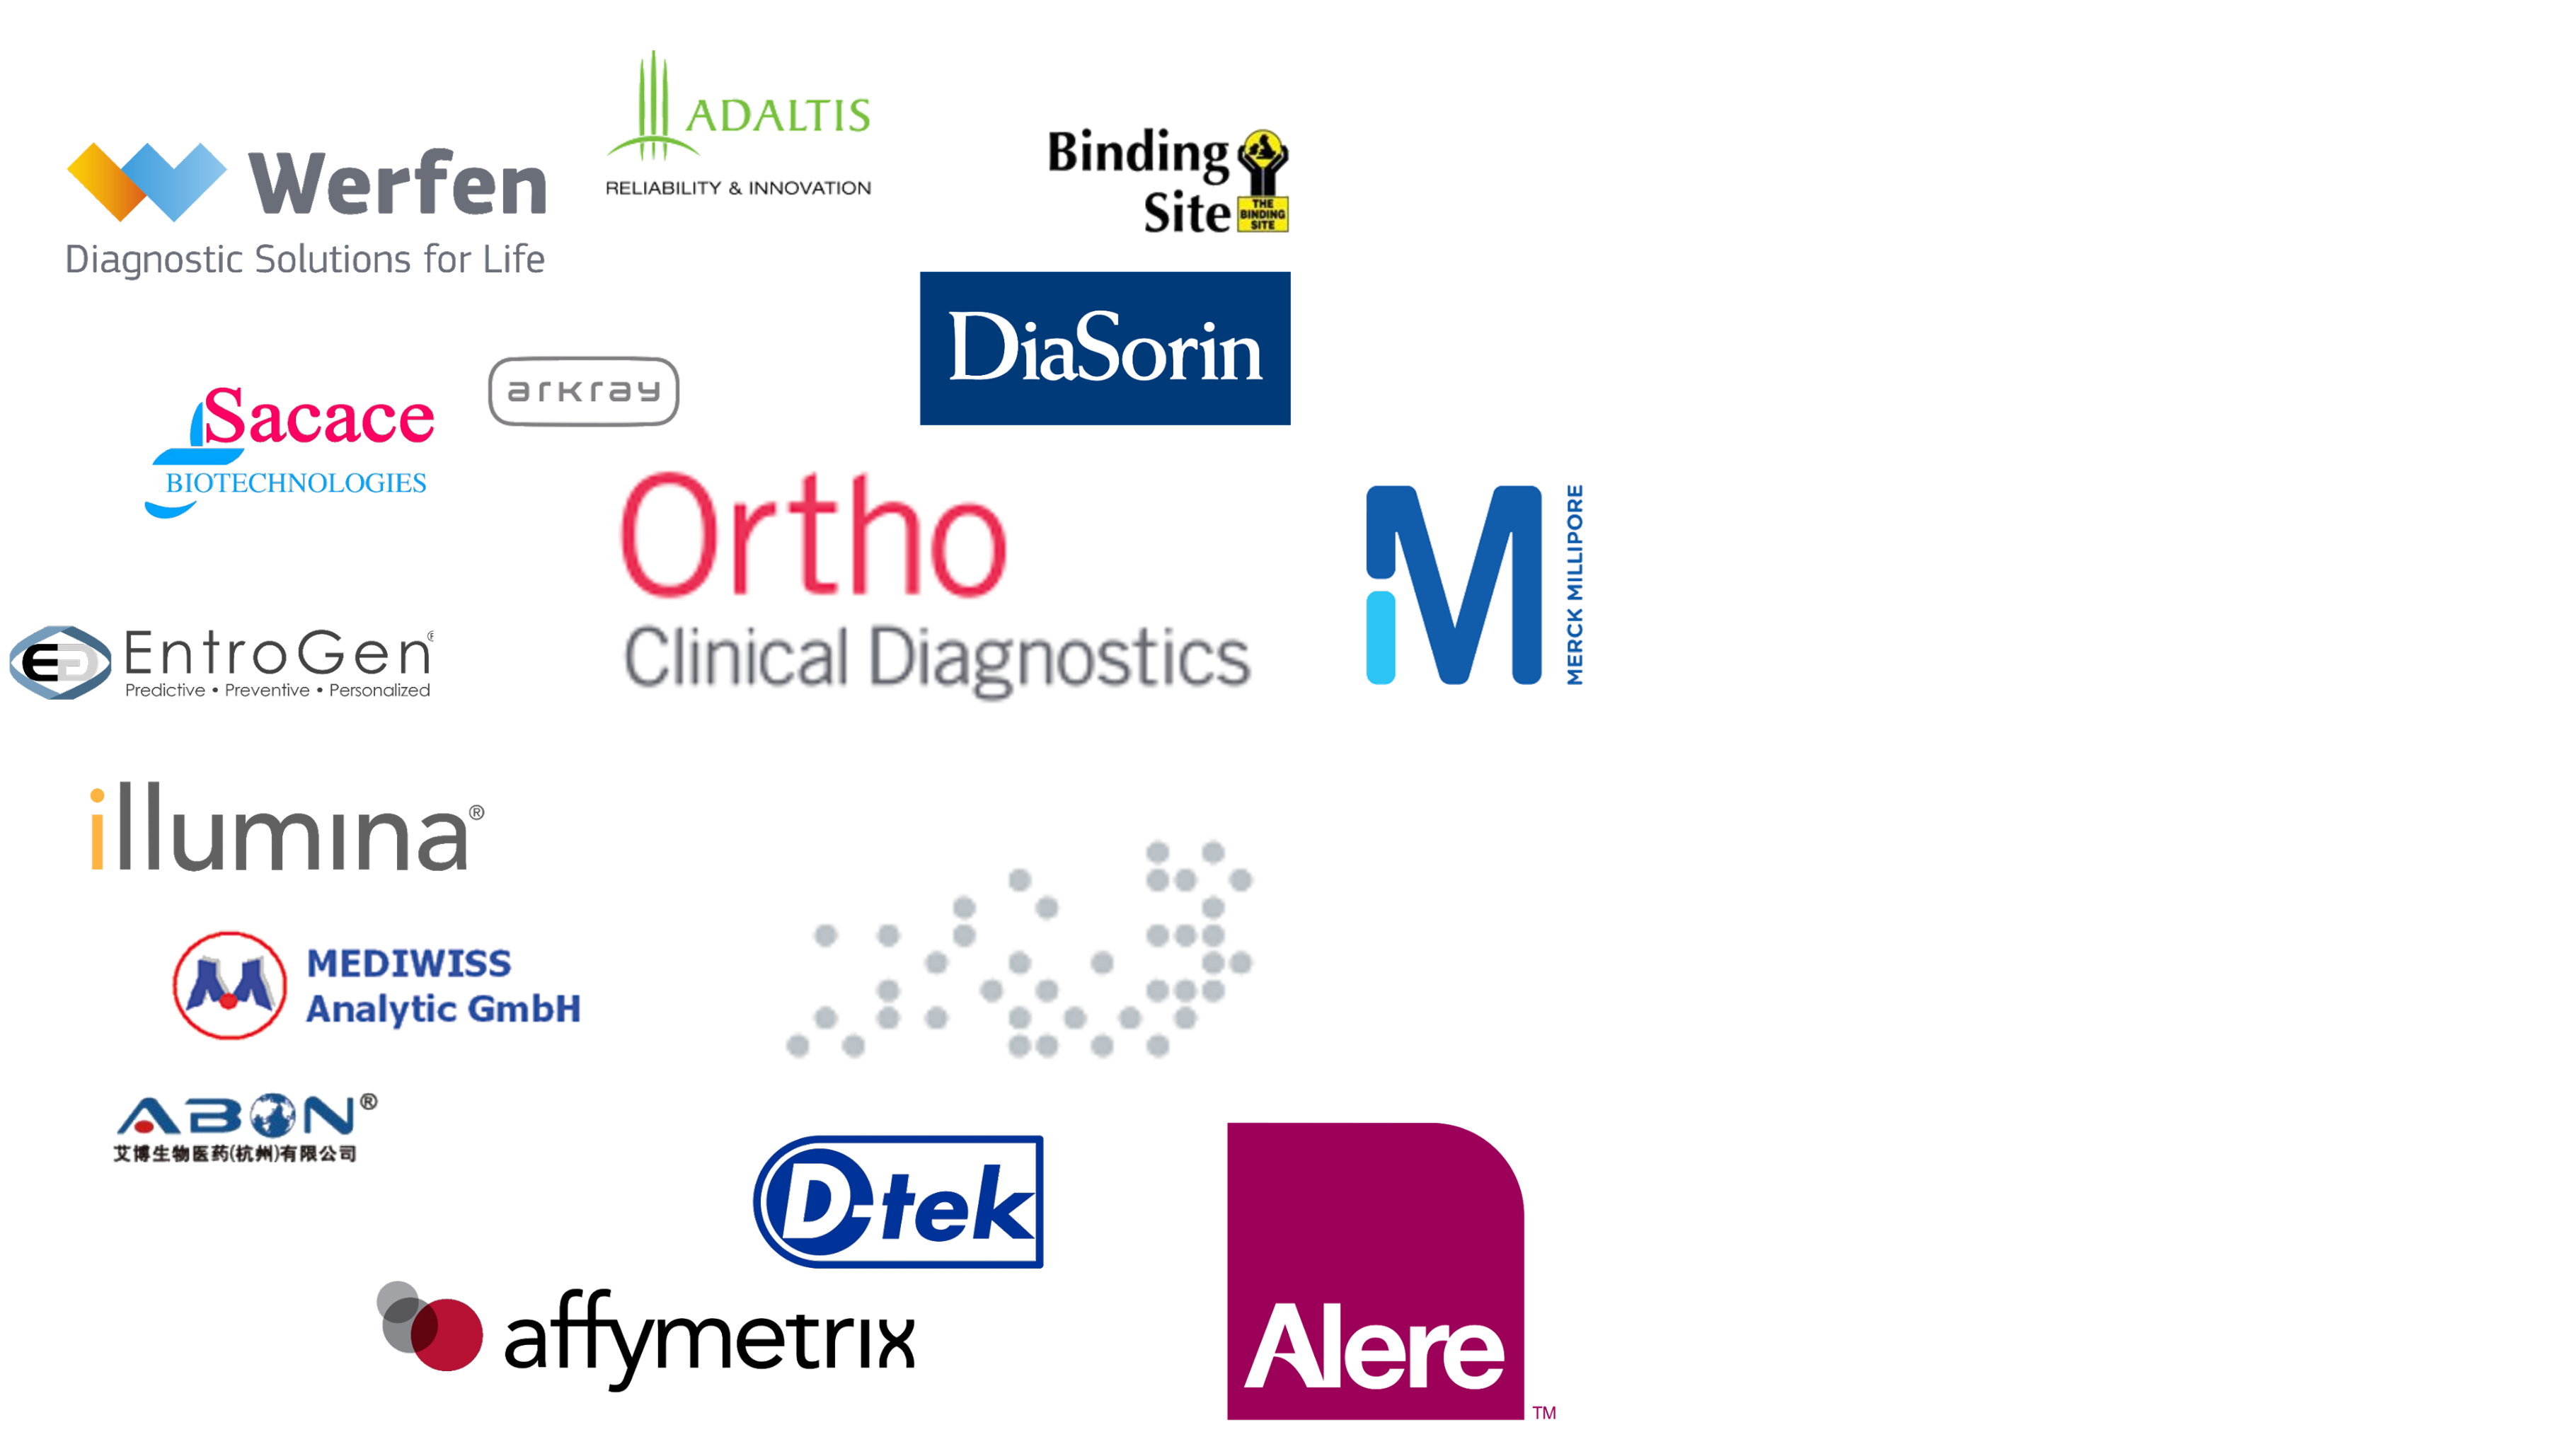 Werfen
Diagnostic Solutions for Life
ADALTIS
RELIABILITY & INNOVATION
Binding
Site
THE
BINDING
SITE
DiaSorin
arkray
Sacace
BIOTECHNOLOGIES
Ortho
Clinical Diagnostics
MERCK MILLIPORE
M
EG
EntroGen®
Predictive • Preventive • Personalized
illumina®
MEDIWISS
Analytic GmbH
ABON®
艾博生物医药(杭州)有限公司
D-tek
affymetrix
Alere
TM